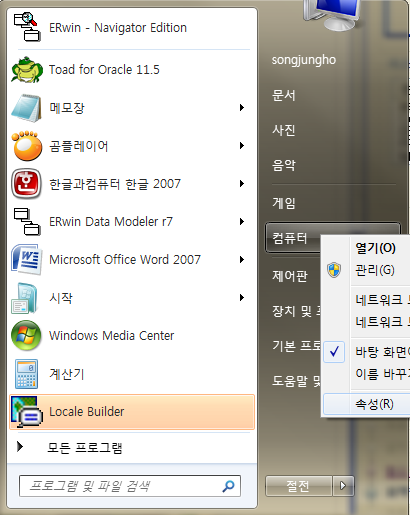 ERwin - Navigator Edition
Toad for Oracle 11.5
메모장
곰플레이어
한글과컴퓨터 한글 2007
ERwin Data Modeler r7
Microsoft Office Word 2007
시작
Windows Media Center
계산기
Locale Builder
모든 프로그램
프로그램 및 파일 검색
songjungho
문서
사진
음악
게임
컴퓨터
제어판
장치 및
기본 프로
도움말 및
절전
열기(O)
관리(G)
네트워크
네트워크
바탕 화면에
이름 바꾸기
속성(R)